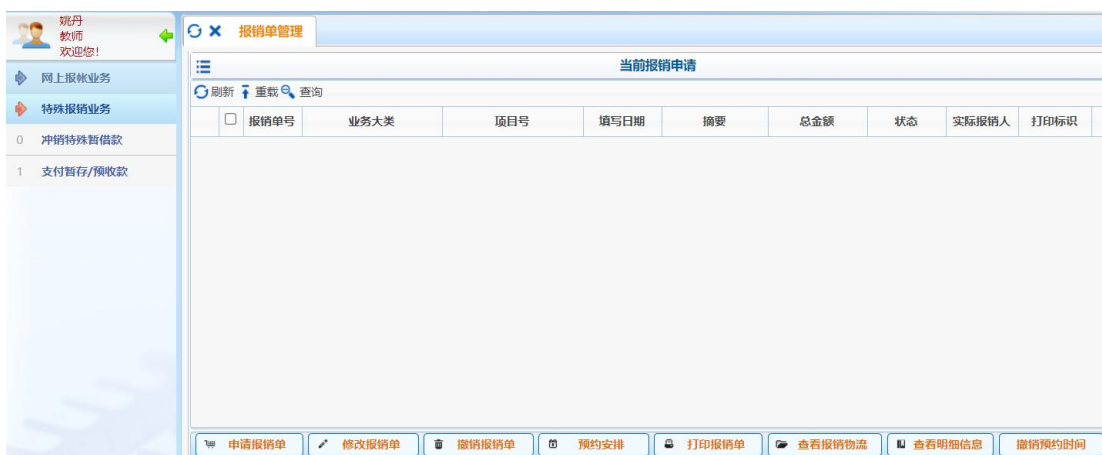 姚丹
教师
欢迎您!
网上报帐业务
特殊报销业务
0 冲销特殊暂借款
1 支付暂存/预收款
报销单管理
当前报销申请
刷新 重载 查询
报销单号 业务大类 项目号 填写日期 摘要 总金额 状态 实际报销人 打印标识
申请报销单 修改报销单 撤销报销单 预约安排 打印报销单 查看报销物流 查看明细信息 撤销预约时间